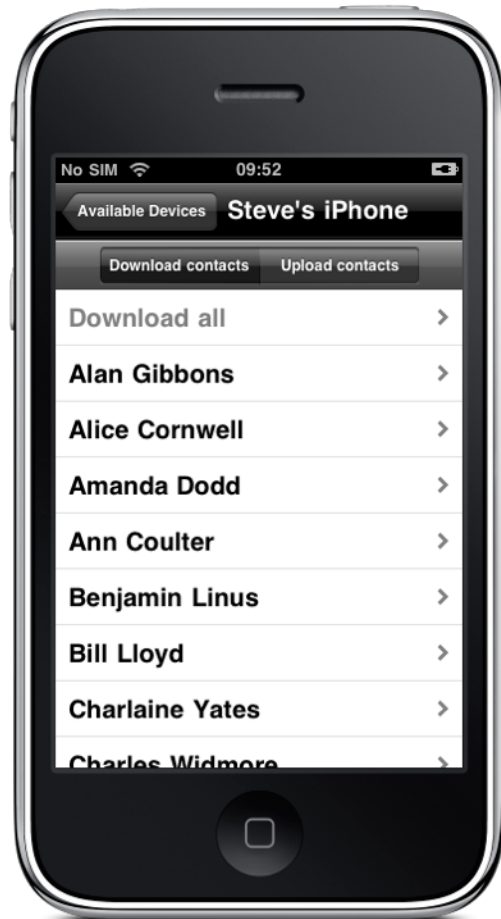 No SIM 09:52
Available Devices Steve's iPhone
Download contacts Upload contacts
Download all
Alan Gibbons
Alice Cornwell
Amanda Dodd
Ann Coulter
Benjamin Linus
Bill Lloyd
Charlaine Yates
Charles Widmore